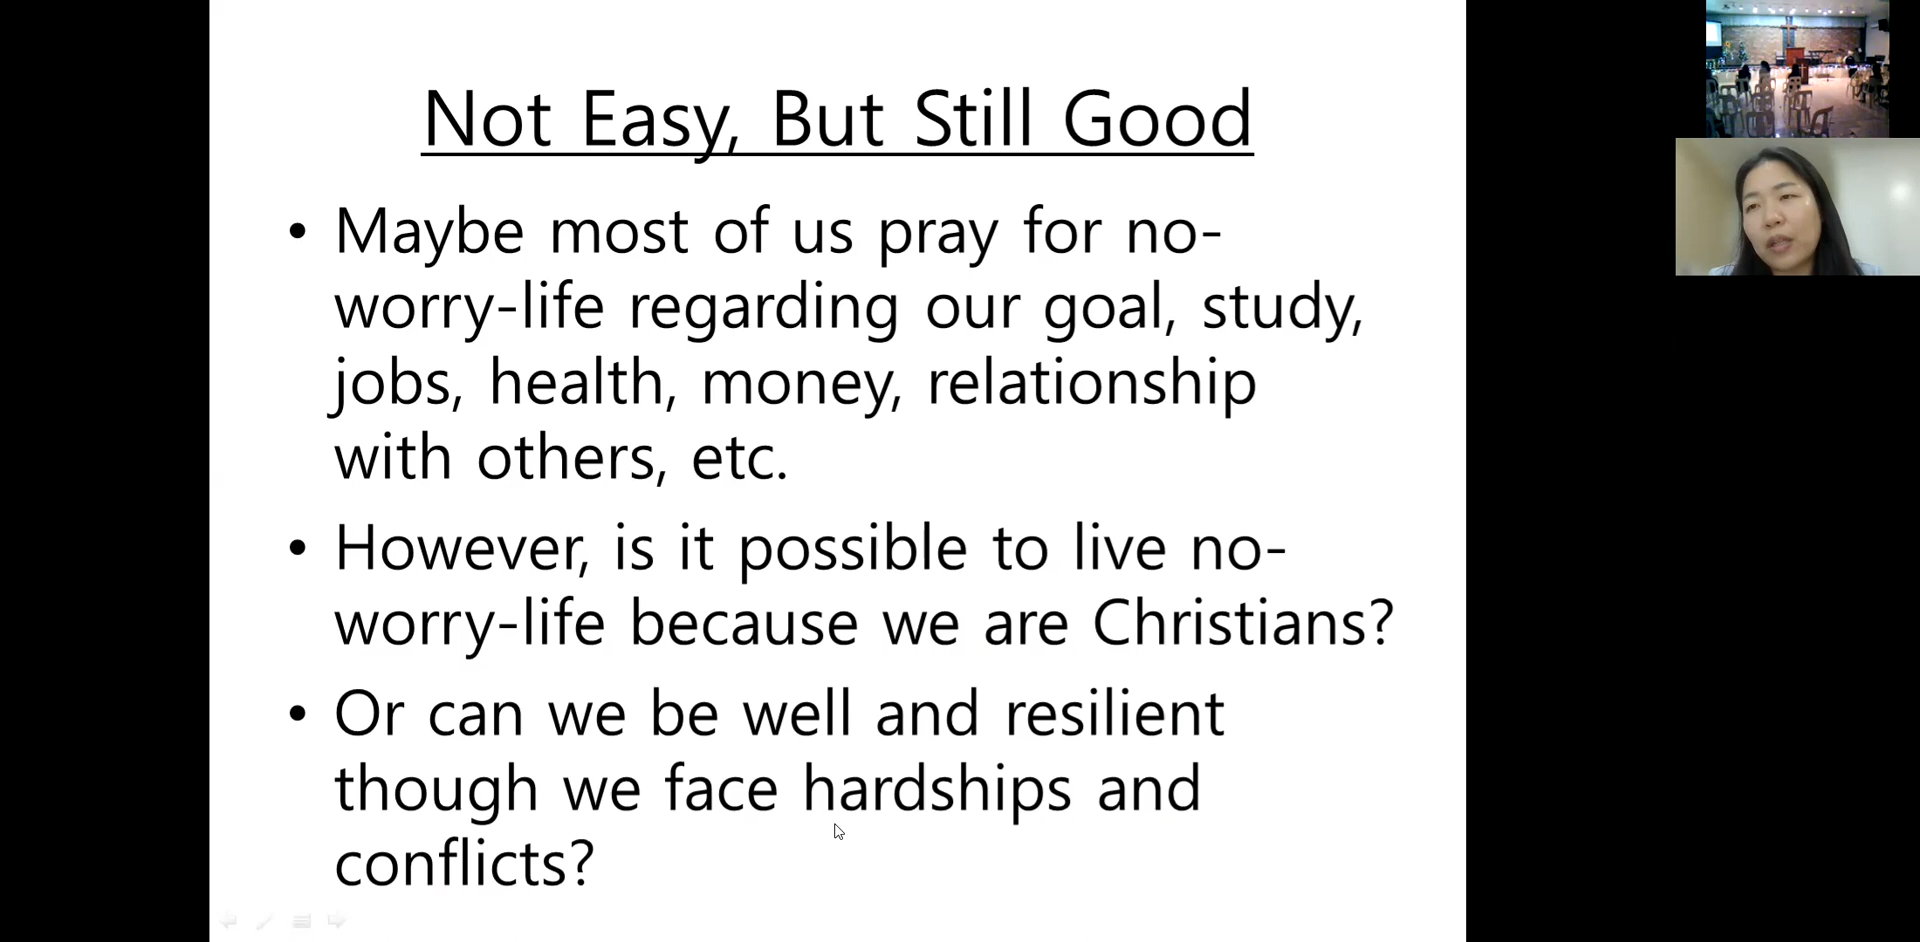 Not Easy, But Still Good
• Maybe most of us pray for no-
worry-life regarding our goal, study,
jobs, health, money, relationship
with others, etc.
• However, is it possible to live no-
worry-life because we are Christians?
• Or can we be well and resilient
though we face hardships and
conflicts?